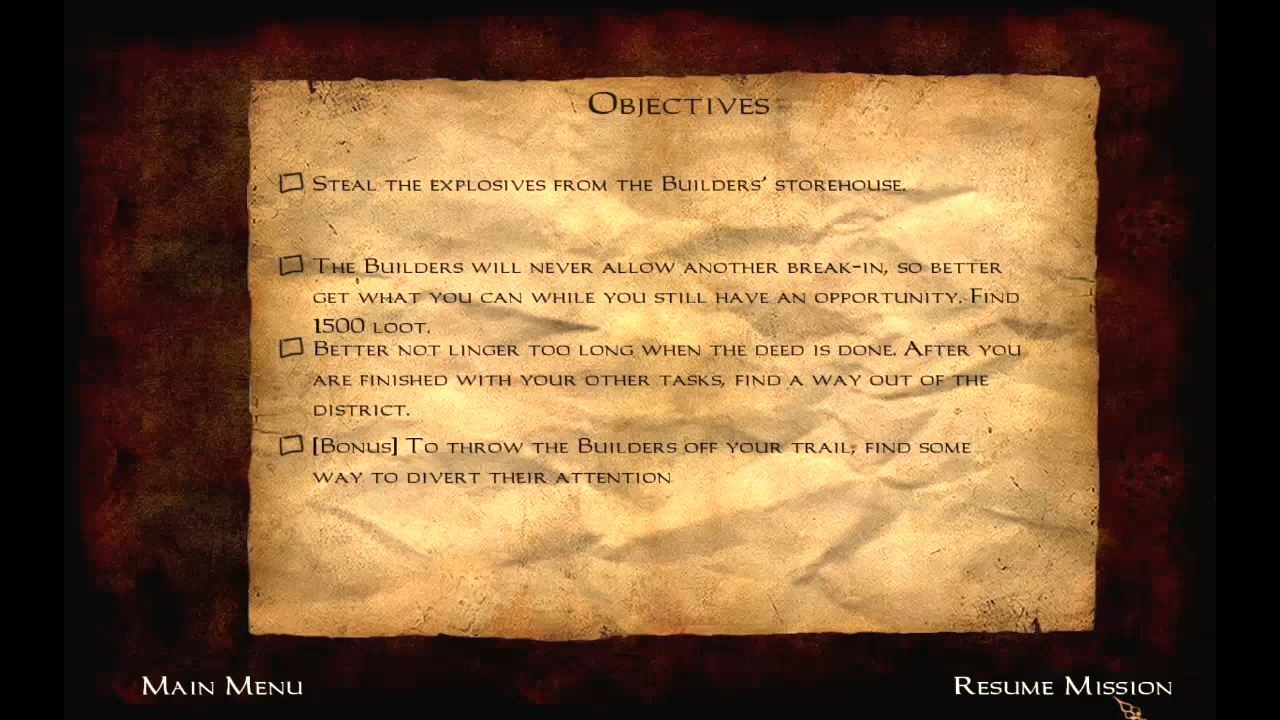 Objectives
Steal the explosives from the Builders' storehouse.
The Builders will never allow another break-in, so better
get what you can while you still have an opportunity. Find
1500 loot.
Better not linger too long when the deed is done. After you
are finished with your other tasks, find a way out of the
district.
[Bonus] To throw the Builders off your trail, find some
way to divert their attention
Main Menu
Resume Mission